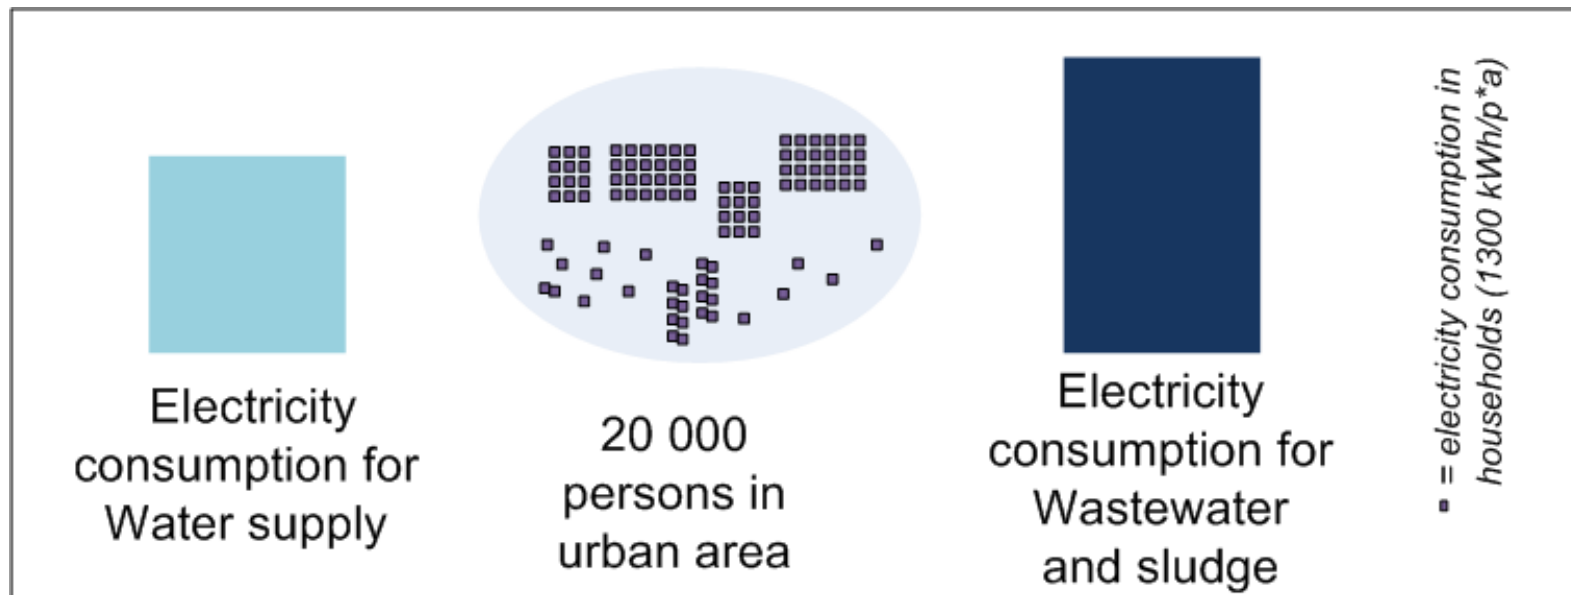 Electricity
consumption for
Water supply
20 000
persons in
urban area
Electricity
consumption for
Wastewater
and sludge
= electricity consumption in
households (1300 kWh/p*a)